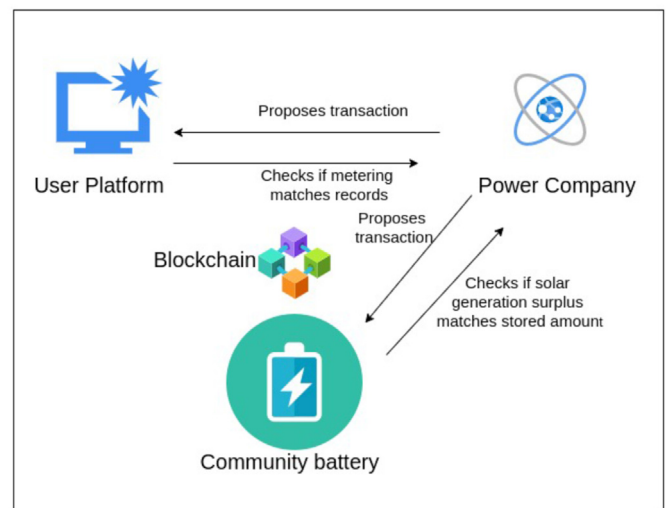 Proposes transaction
Checks if metering
matches records
User Platform
Power Company
Proposes
transaction
Blockchain
Checks if solar
generation surplus
matches stored amount
Community battery